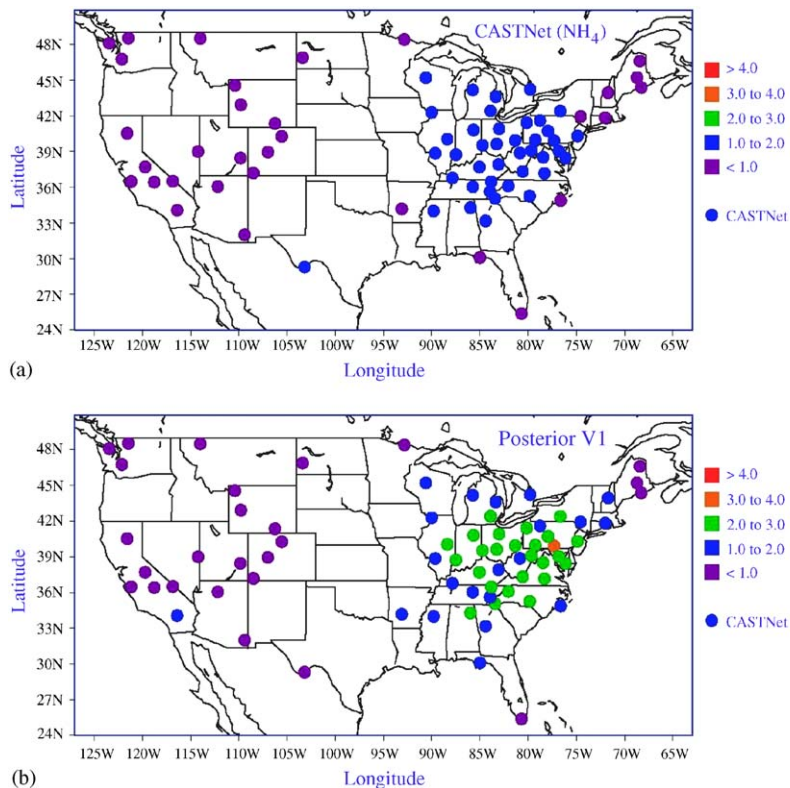 CASTNet (NH4)
48N
45N
42N
39N
36N
33N
30N
27N
24N
Latitude
125W 120W 115W 110W 105W 100W 95W 90W 85W 80W 75W 70W 65W
Longitude
> 4.0
3.0 to 4.0
2.0 to 3.0
1.0 to 2.0
< 1.0
CASTNet
(a)
Posterior V1
48N
45N
42N
39N
36N
33N
30N
27N
24N
Latitude
125W 120W 115W 110W 105W 100W 95W 90W 85W 80W 75W 70W 65W
Longitude
> 4.0
3.0 to 4.0
2.0 to 3.0
1.0 to 2.0
< 1.0
CASTNet
(b)